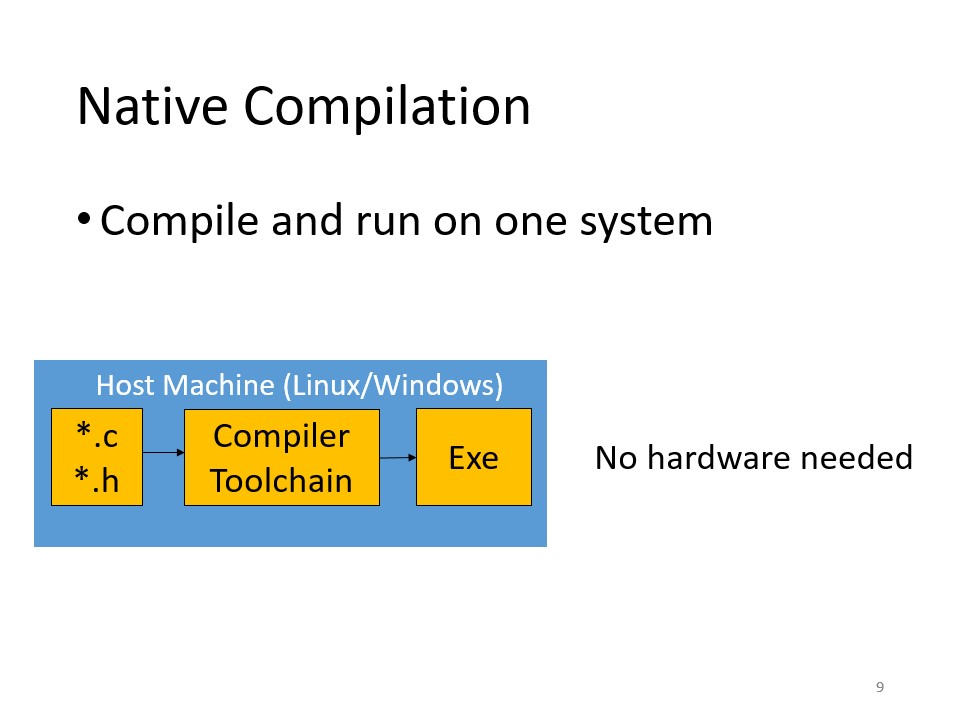 Native Compilation
• Compile and run on one system
Host Machine (Linux/Windows)
*.c
*.h
Compiler
Toolchain
Exe
No hardware needed
9